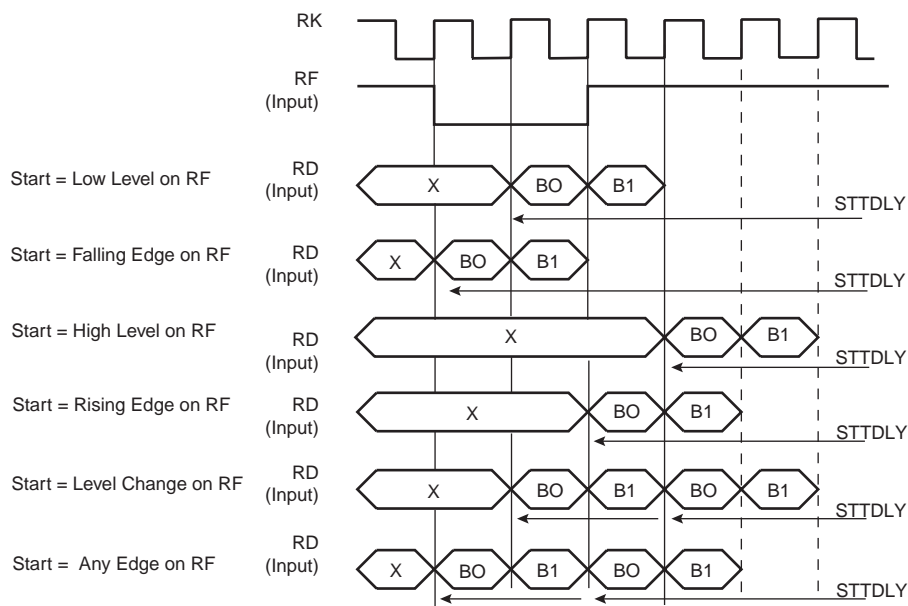 RK
RF
(Input)
Start = Low Level on RF
RD
(Input)
X
BO
B1
STTDLY
Start = Falling Edge on RF
RD
(Input)
X
BO
B1
STTDLY
Start = High Level on RF
RD
(Input)
X
BO
B1
STTDLY
Start = Rising Edge on RF
RD
(Input)
X
BO
B1
STTDLY
Start = Level Change on RF
RD
(Input)
X
BO
B1
BO
B1
STTDLY
Start = Any Edge on RF
RD
(Input)
X
BO
B1
BO
B1
STTDLY